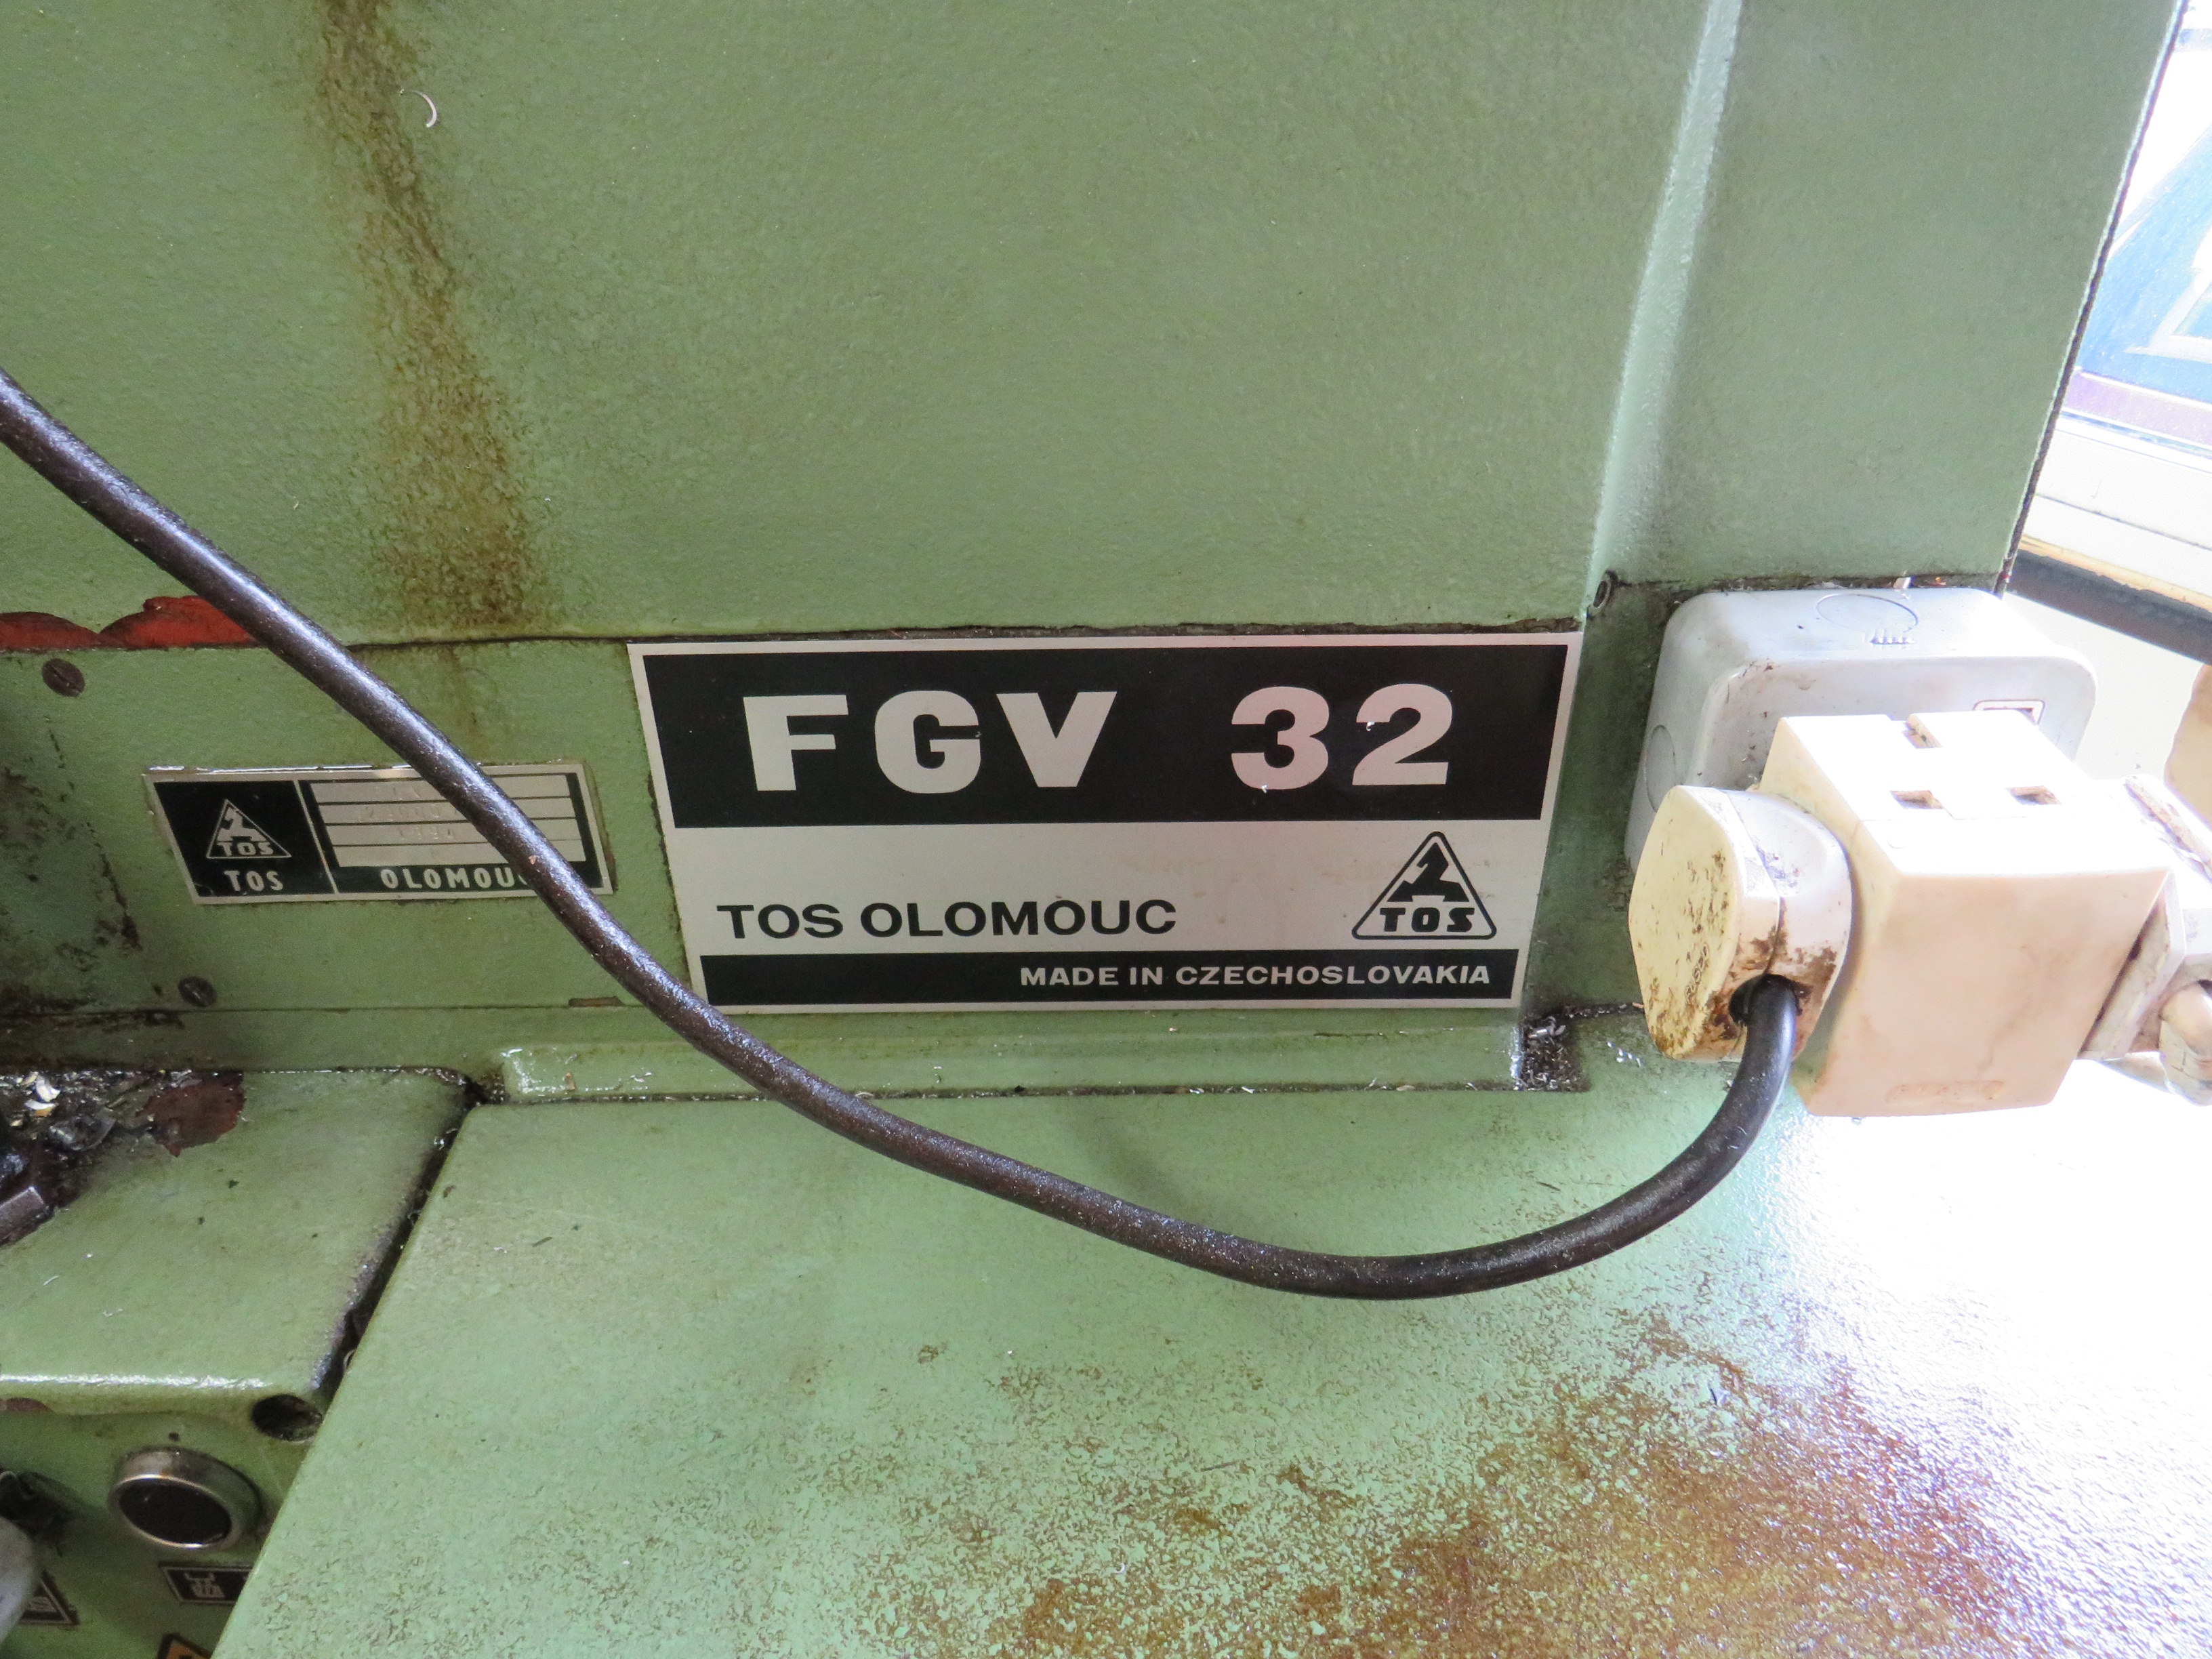 FGV 32
TOS OLOMOUC
TOS
MADE IN CZECHOSLOVAKIA
TOS
TOS
OLOMOUC